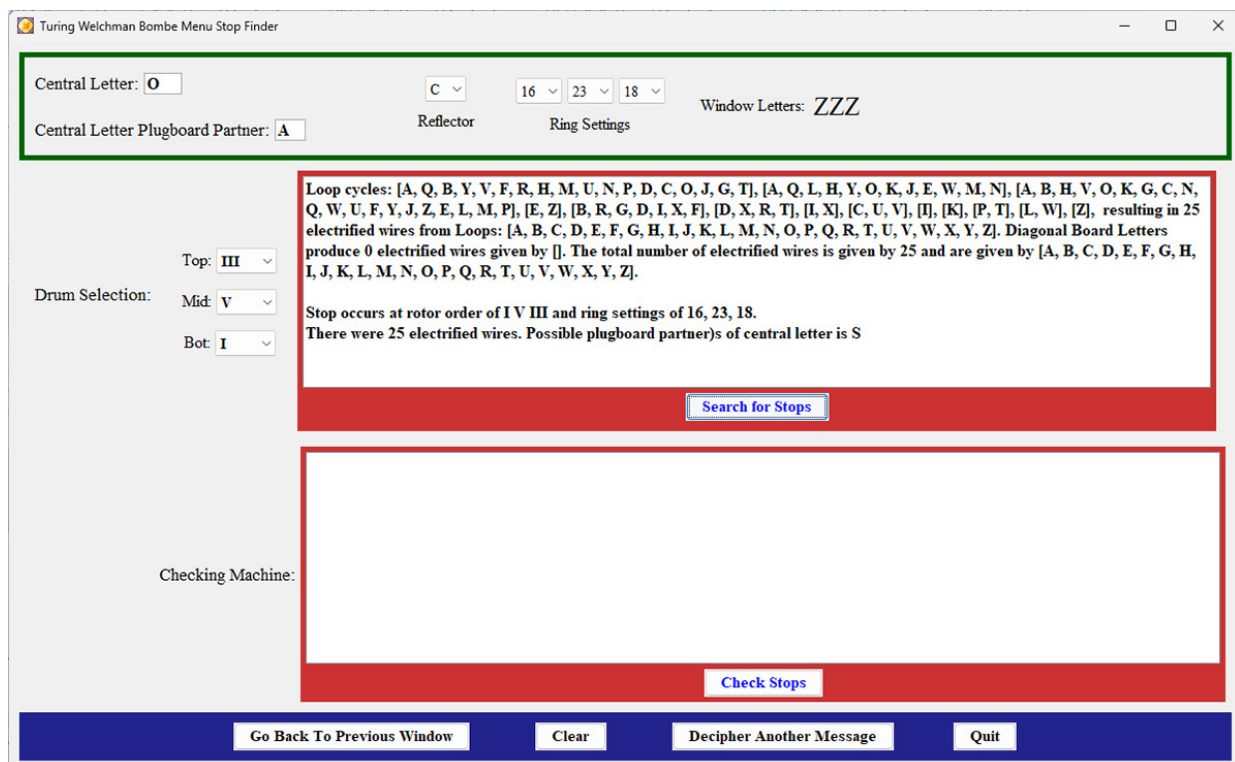 Turing Welchman Bombe Menu Stop Finder
Central Letter: O
C
16 23 18
Window Letters: ZZZ
Central Letter Plugboard Partner: A
Reflector
Ring Settings
Loop cycles: [A, Q, B, Y, V, F, R, H, M, U, N, P, D, C, O, J, G, T], [A, Q, L, H, Y, O, K, J, E, W, M, N], [A, B, H, V, O, K, G, C, N,
Q, W, U, F, Y, J, Z, E, L, M, P], [E, Z], [B, R, G, D, I, X, F], [D, X, R, T], [I, X], [C, U, V], [I], [K], [P, T], [L, W], [Z], resulting in 25
electrified wires from Loops: [A, B, C, D, E, F, G, H, I, J, K, L, M, N, O, P, Q, R, T, U, V, W, X, Y, Z]. Diagonal Board Letters
produce 0 electrified wires given by []. The total number of electrified wires is given by 25 and are given by [A, B, C, D, E, F, G, H,
I, J, K, L, M, N, O, P, Q, R, T, U, V, W, X, Y, Z].
Stop occurs at rotor order of I V III and ring settings of 16, 23, 18.
There were 25 electrified wires. Possible plugboard partner)s of central letter is S
Drum Selection:
Top: III
Mid: V
Bot: I
Search for Stops
Checking Machine:
Check Stops
Go Back To Previous Window
Clear
Decipher Another Message
Quit